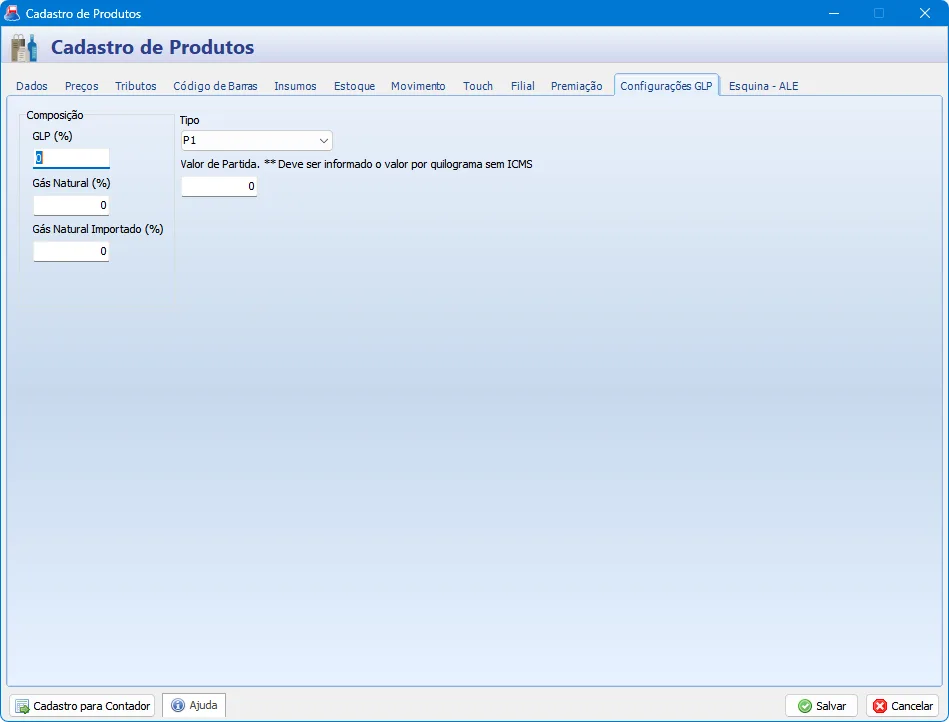 Cadastro de Produtos
Cadastro de Produtos
Dados Preços Tributos Código de Barras Insumos Estoque Movimento Touch Filial Premiação Configurações GLP Esquina - ALE
Composição
GLP (%)
0
Gás Natural (%)
0
Gás Natural Importado (%)
0
Tipo
P1
Valor de Partida. ** Deve ser informado o valor por quilograma sem ICMS
0
Cadastro para Contador Ajuda Salvar Cancelar